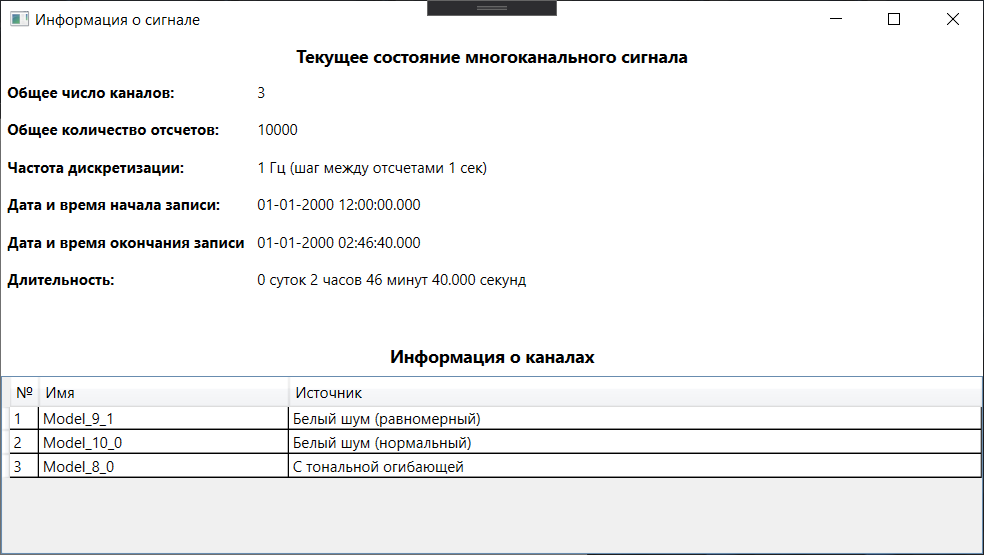 Информация о сигнале
Текущее состояние многоканального сигнала
Общее число каналов: 3
Общее количество отсчетов: 10000
Частота дискретизации: 1 Гц (шаг между отсчетами 1 сек)
Дата и время начала записи: 01-01-2000 12:00:00.000
Дата и время окончания записи 01-01-2000 02:46:40.000
Длительность: 0 суток 2 часов 46 минут 40.000 секунд
Информация о каналах
№ Имя Источник
1 Model_9_1 Белый шум (равномерный)
2 Model_10_0 Белый шум (нормальный)
3 Model_8_0 С тональной огибающей